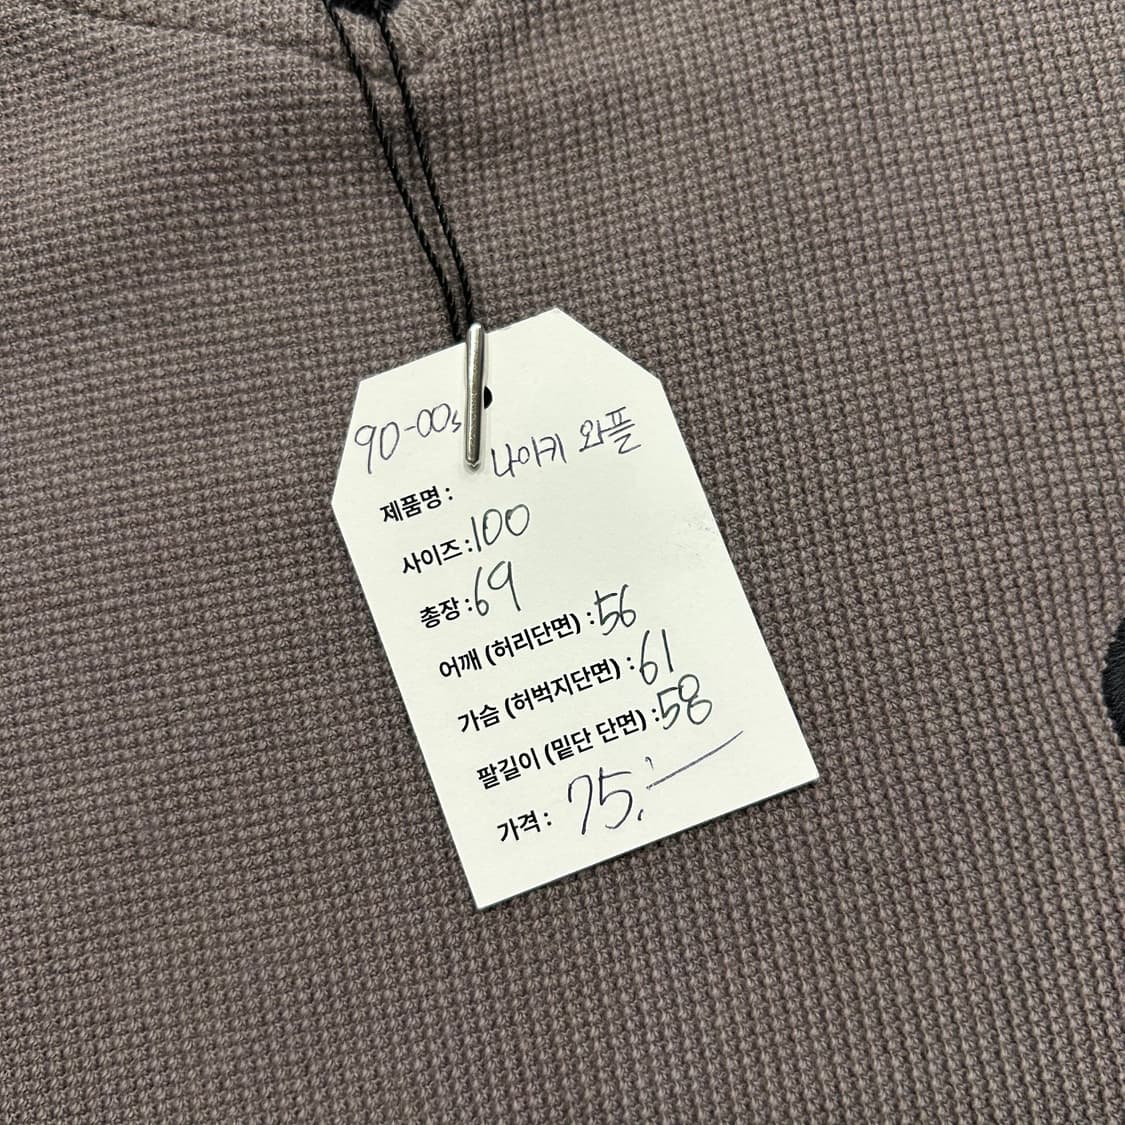 90-00s 나이키 와플
제품명 :
사이즈 : 100
총장 : 69
어깨 (허리단면) : 56
가슴 (허벅지단면) : 61
팔길이 (밑단 단면) : 58
가격 : 75.-